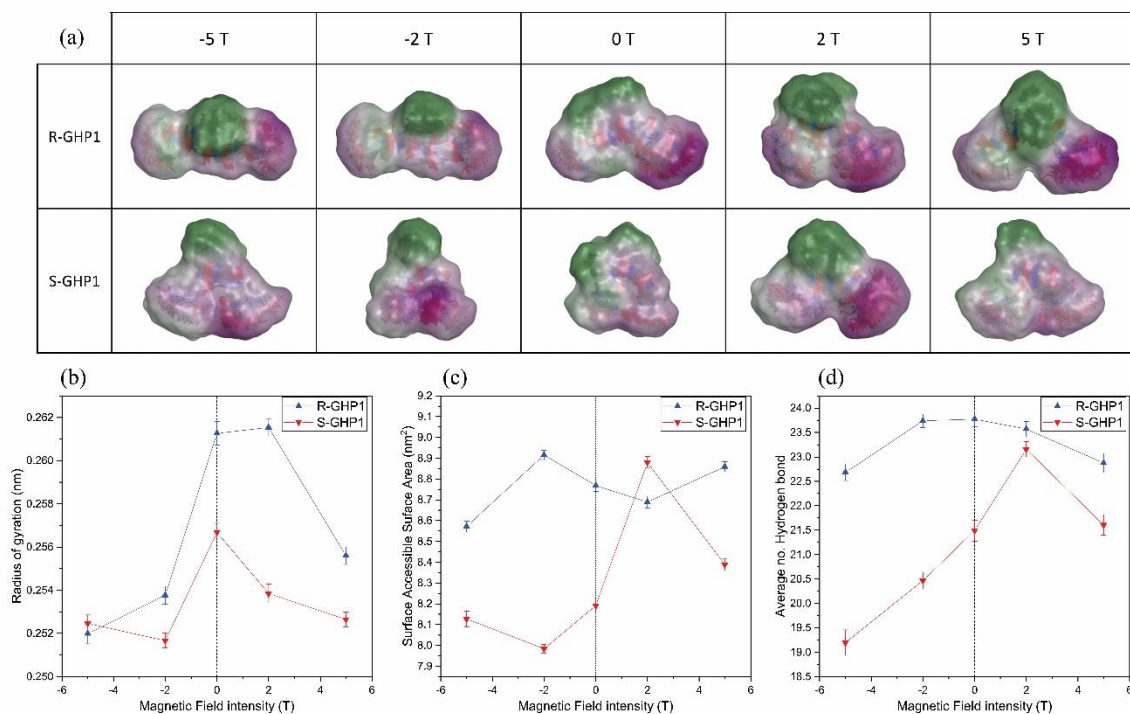 (a) -5 T -2 T 0 T 2 T 5 T
R-GHP1
S-GHP1
(b) (c) (d)
R-GHP1
S-GHP1
Radius of gyration (nm)
0.262
0.260
0.258
0.256
0.254
0.252
0.250
-6 -4 -2 0 2 4 6
Magnetic Field intensity (T)
R-GHP1
S-GHP1
Surface Accessible Suface Area (nm²)
9.2
9.1
9.0
8.9
8.8
8.7
8.6
8.5
8.4
8.3
8.2
8.1
8.0
7.9
-6 -4 -2 0 2 4 6
Magnetic Field intensity (T)
R-GHP1
S-GHP1
Average no. Hydrogen bond
24.0
23.5
23.0
22.5
22.0
21.5
21.0
20.5
20.0
19.5
19.0
18.5
-6 -4 -2 0 2 4 6
Magnetic Field intensity (T)